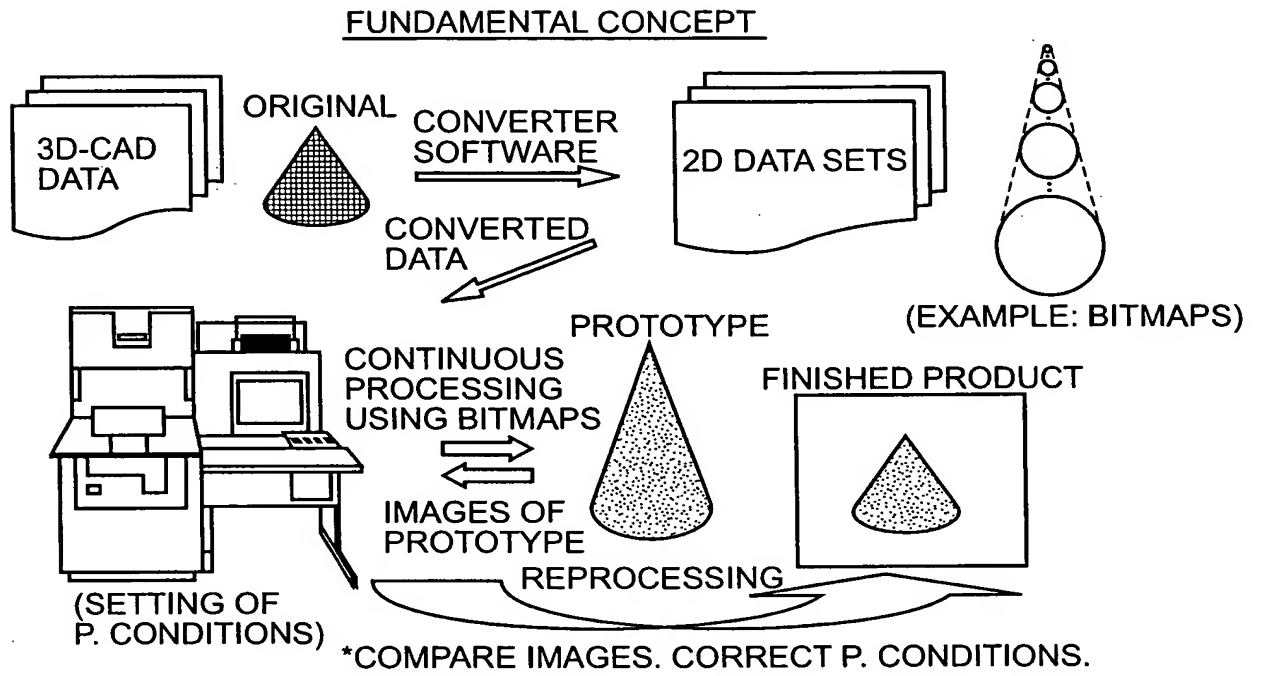 FUNDAMENTAL CONCEPT
3D-CAD
DATA
ORIGINAL
CONVERTER
SOFTWARE
2D DATA SETS
CONVERTED
DATA
(EXAMPLE: BITMAPS)
PROTOTYPE
CONTINUOUS
PROCESSING
USING BITMAPS
FINISHED PRODUCT
IMAGES OF
PROTOTYPE
REPROCESSING
(SETTING OF
P. CONDITIONS)
*COMPARE IMAGES. CORRECT P. CONDITIONS.